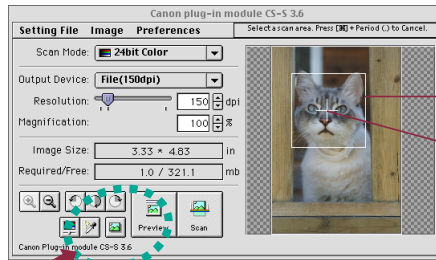 Canon plug-in module CS-S 3.6
Setting File Image Preferences
Select a scan area. Press [⌘] + Period (.) to Cancel.
Scan Mode: 24bit Color
Output Device: File(150dpi)
Resolution: 150 dpi
Magnification: 100 %
Image Size: 3.33 * 4.83 in
Required/Free: 1.0 / 321.1 mb
Preview Scan
Canon Plug-in module CS-S 3.6